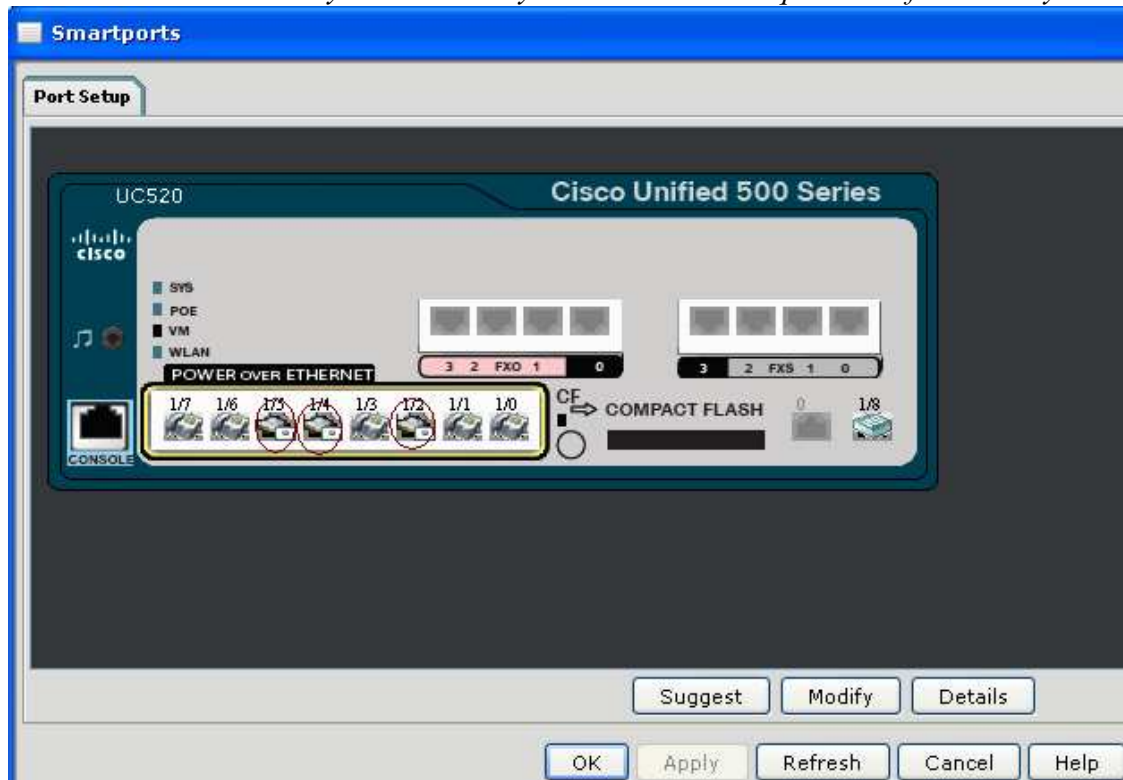 Smartports
Port Setup
UC520
Cisco Unified 500 Series
cisco
SYS
POE
VM
WLAN
POWER OVER ETHERNET
3 2 FXO 1 0
3 2 FXS 1 0
1/7 1/6 1/5 1/4 1/3 1/2 1/1 1/0
CF
COMPACT FLASH
0
1/8
CONSOLE
Suggest Modify Details
OK Apply Refresh Cancel Help